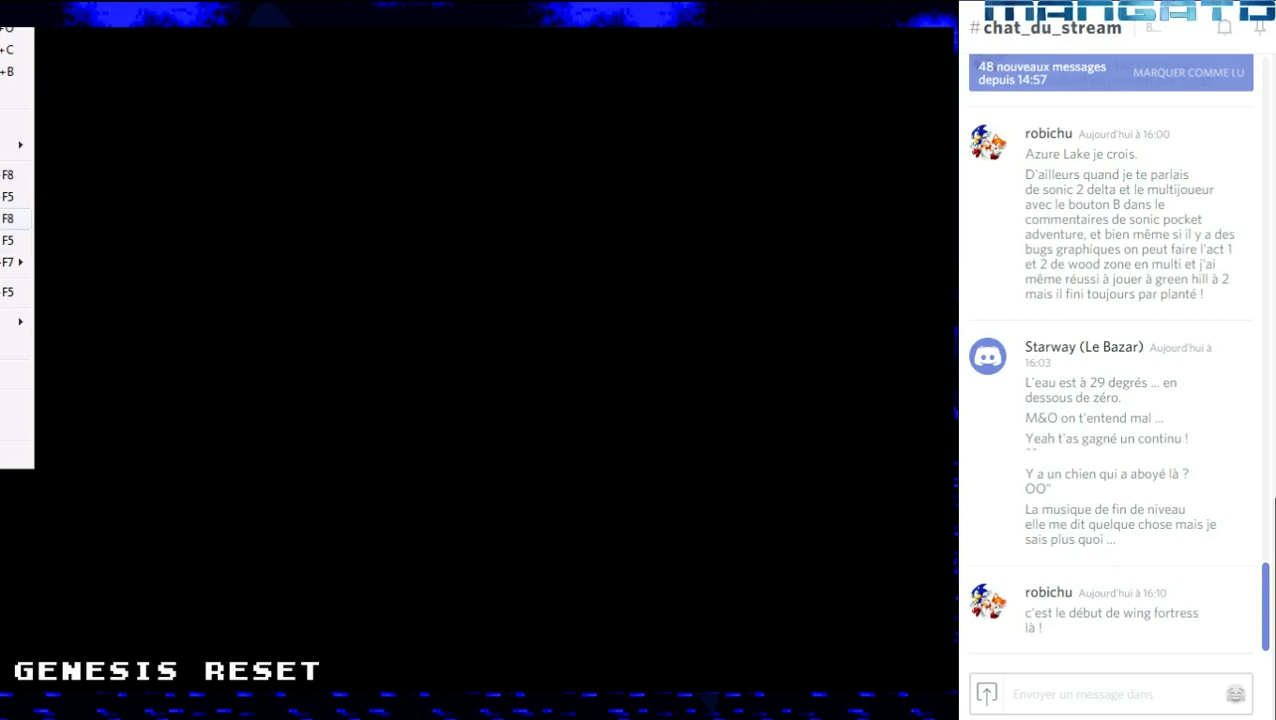 +C
+B
F8
F5
F8
F5
F7
F5
GENESIS RESET
MANGATD
#chat_du_stream
B...
48 nouveaux messages
depuis 14:57
MARQUER COMME LU
robichu Aujourd'hui à 16:00
Azure Lake je crois.
D'ailleurs quand je te parlais
de sonic 2 delta et le multijoueur
avec le bouton B dans le
commentaires de sonic pocket
adventure, et bien même si il y a des
bugs graphiques on peut faire l'act 1
et 2 de wood zone en multi et j'ai
même réussi à jouer à green hill à 2
mais il fini toujours par planté !
Starway (Le Bazar) Aujourd'hui à
16:03
L'eau est à 29 degrés ... en
dessous de zéro.
M&O on t'entend mal ...
Yeah t'as gagné un continu !
^^
Y a un chien qui a aboyé là ?
OO"
La musique de fin de niveau
elle me dit quelque chose mais je
sais plus quoi ...
robichu Aujourd'hui à 16:10
c'est le début de wing fortress
là !
Envoyer un message dans